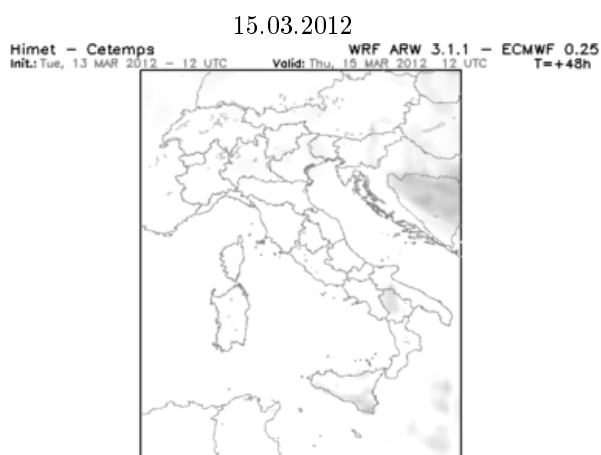 15.03.2012
Himet - Cetemps WRF ARW 3.1.1 - ECMWF 0.25
Init.: Tue, 13 MAR 2012 - 12 UTC Valid: Thu, 15 MAR 2012 12 UTC T=+48h